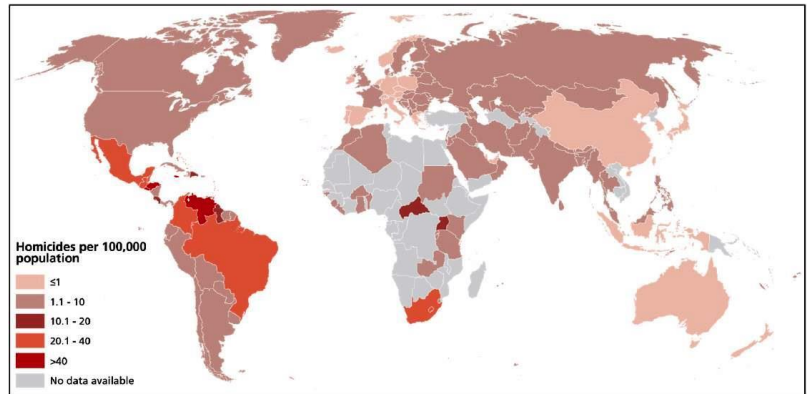 Homicides per 100,000
population
≤1
1.1 - 10
10.1 - 20
20.1 - 40
>40
No data available